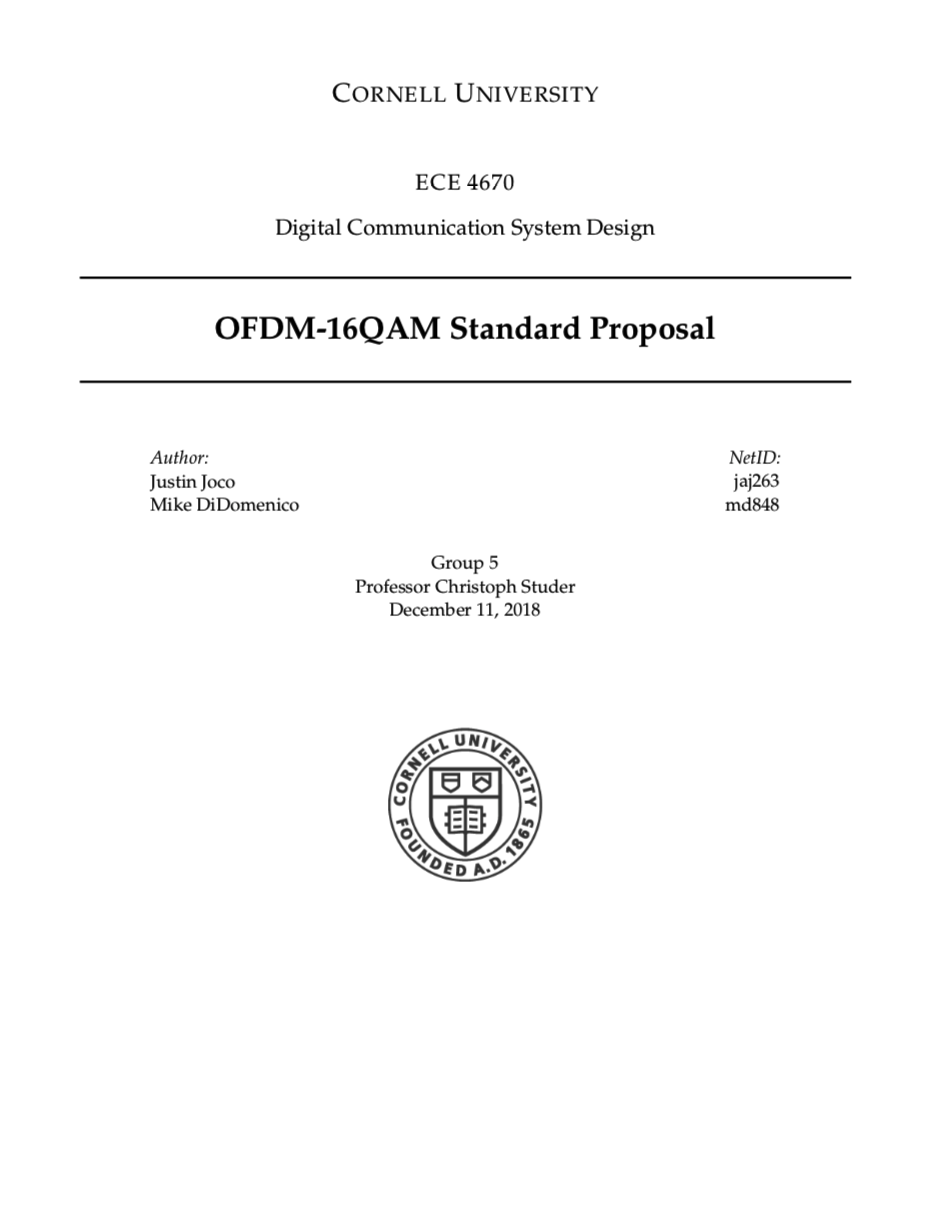 CORNELL UNIVERSITY
ECE 4670
Digital Communication System Design
OFDM-16QAM Standard Proposal
Author: NetID:
Justin Joco jaj263
Mike DiDomenico md848
Group 5
Professor Christoph Studer
December 11, 2018
CORNELL UNIVERSITY
FOUNDED A.D. 1865